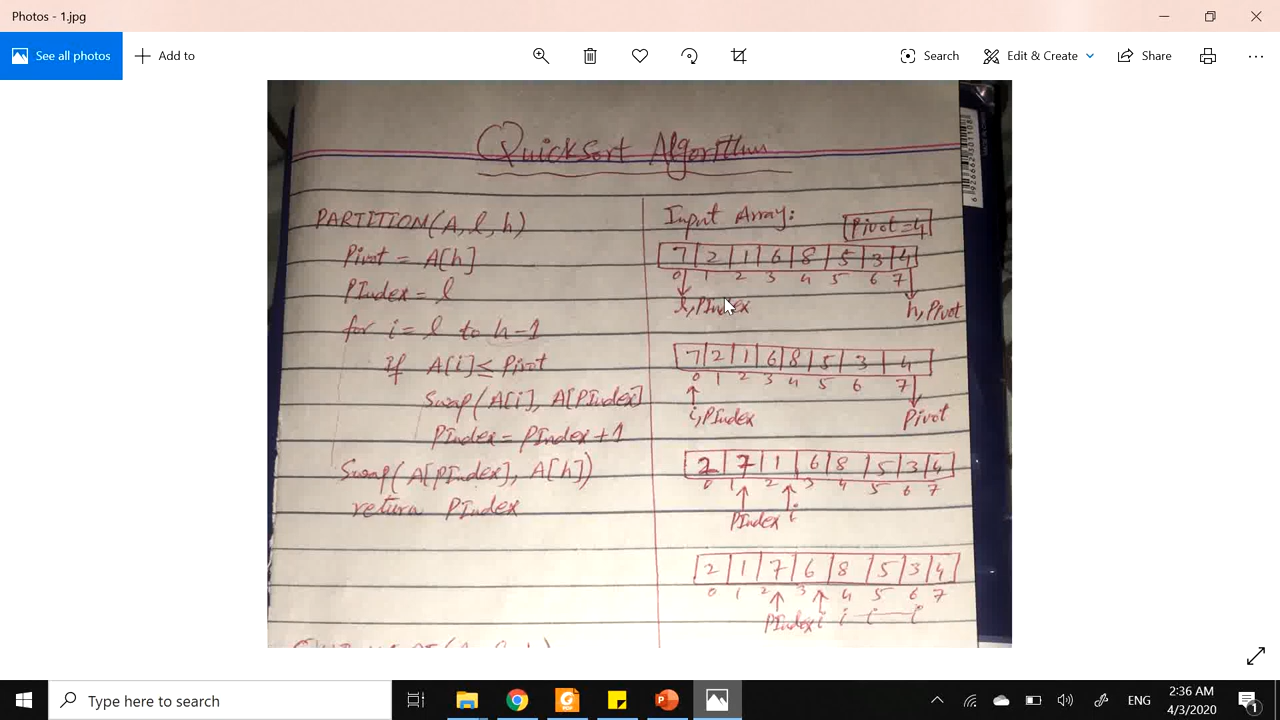 Photos - 1.jpg
See all photos
Add to
Search
Edit & Create
Share
Quicksort Algorithm
PARTITION(A, l, h)
Pivot = A[h]
PIndex = l
for i = l to h-1
If A[i] ≤ Pivot
Swap(A[i], A[PIndex]
PIndex = PIndex + 1
Swap(A[PIndex], A[h])
return PIndex
Input Array:
Pivot = 4
7 2 1 6 8 5 3 4
0 1 2 3 4 5 6 7
l, PIndex
h, Pivot
7 2 1 6 8 5 3 4
0 1 2 3 4 5 6 7
i, PIndex
Pivot
2 7 1 6 8 5 3 4
0 1 2 3 4 5 6 7
PIndex i
2 1 7 6 8 5 3 4
0 1 2 3 4 5 6 7
PIndex i i i i
6926662301108
Type here to search
ENG
2:36 AM
4/3/2020
1